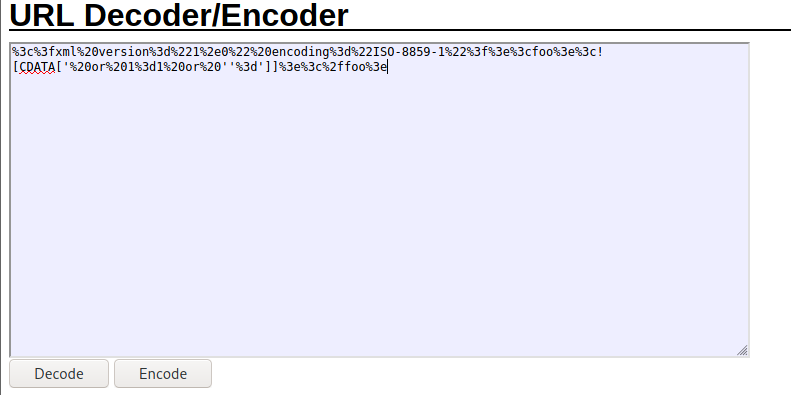 URL Decoder/Encoder
%3c%3fxml%20version%3d%221%2e0%22%20encoding%3d%22ISO-8859-1%22%3f%3e%3cfoo%3e%3c!
[CDATA['%20or%201%3d1%20or%20''%3d']]%3e%3c%2ffoo%3e
Decode Encode